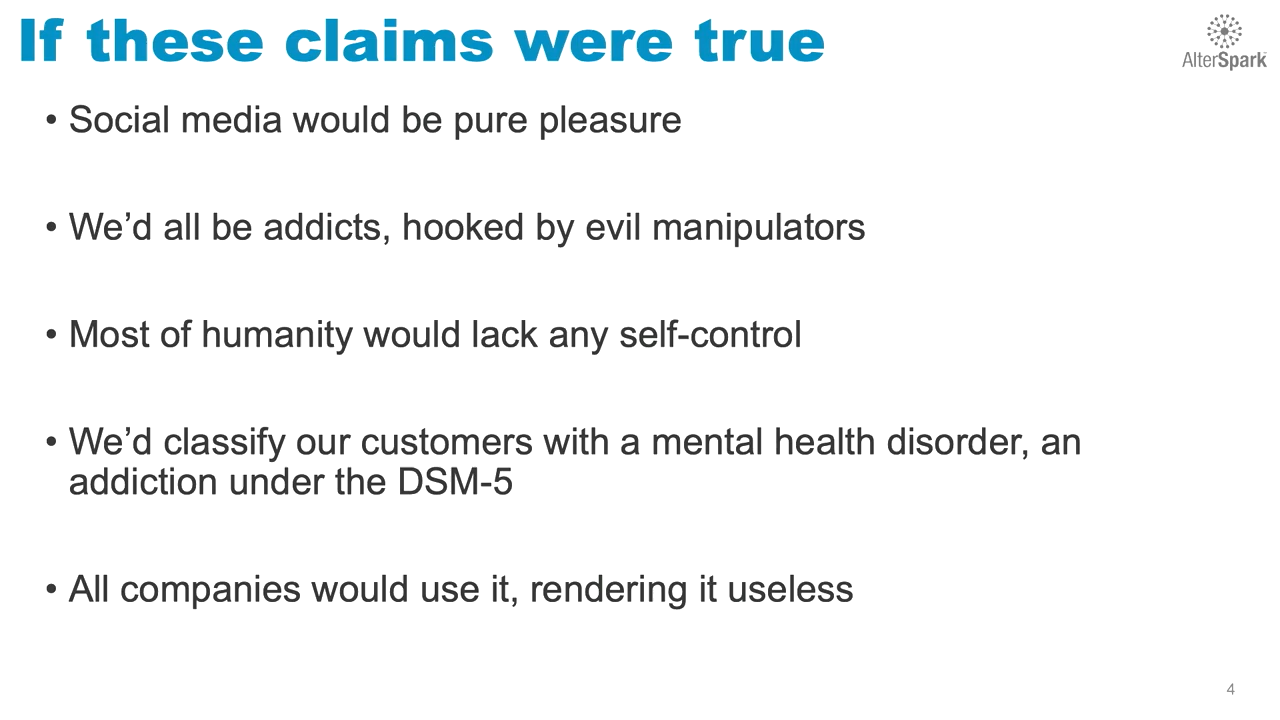 If these claims were true
AlterSpark
• Social media would be pure pleasure
• We’d all be addicts, hooked by evil manipulators
• Most of humanity would lack any self-control
• We’d classify our customers with a mental health disorder, an
addiction under the DSM-5
• All companies would use it, rendering it useless
4